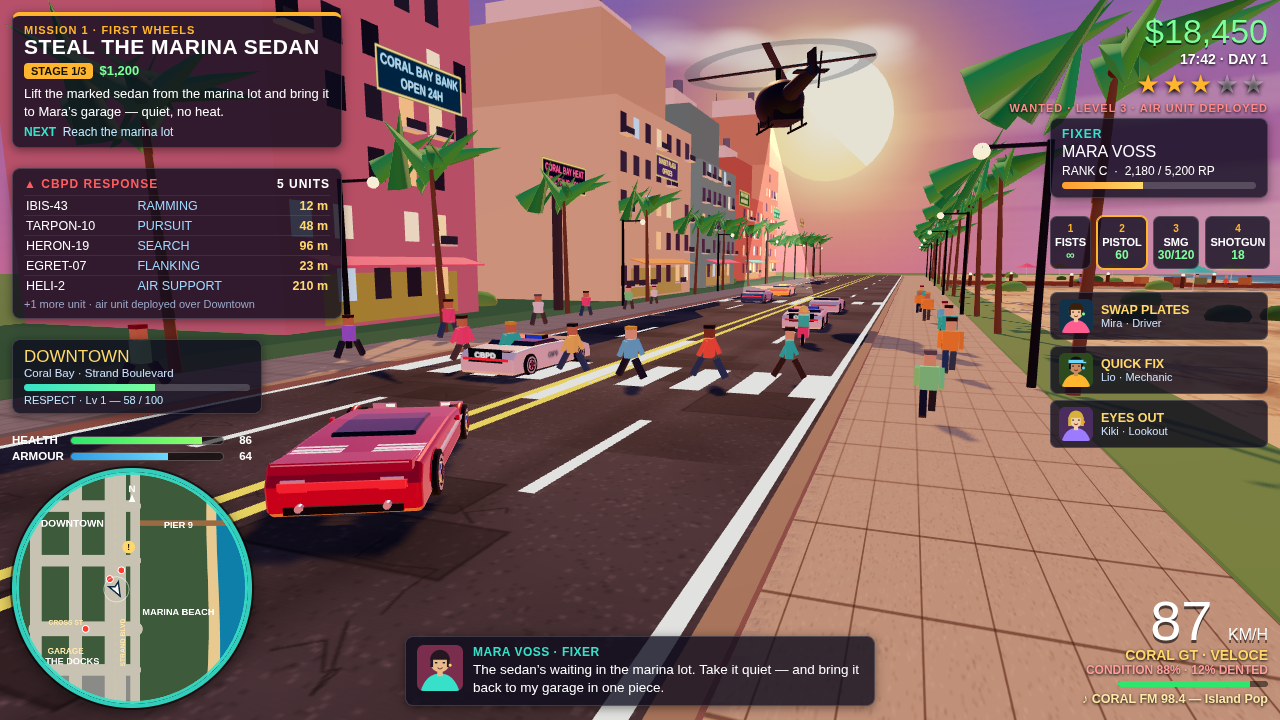 MISSION 1 · FIRST WHEELS
STEAL THE MARINA SEDAN
STAGE 1/3 $1,200
Lift the marked sedan from the marina lot and bring it
to Mara's garage — quiet, no heat.
NEXT Reach the marina lot
▲ CBPD RESPONSE 5 UNITS
IBIS-43 RAMMING 12 m
TARPON-10 PURSUIT 48 m
HERON-19 SEARCH 96 m
EGRET-07 FLANKING 23 m
HELI-2 AIR SUPPORT 210 m
+1 more unit · air unit deployed over Downtown
DOWNTOWN
Coral Bay · Strand Boulevard
RESPECT · Lv 1 — 58 / 100
HEALTH 86
ARMOUR 64
N
DOWNTOWN
PIER 9
!
MARINA BEACH
CROSS ST
STRAND BLVD
GARAGE
THE DOCKS
CORAL BAY BANK
OPEN 24H
CORAL BAY HEAT
CBPD
$18,450
17:42 · DAY 1
★★★★★
WANTED · LEVEL 3 · AIR UNIT DEPLOYED
FIXER
MARA VOSS
RANK C · 2,180 / 5,200 RP
1 2 3 4
FISTS PISTOL SMG SHOTGUN
∞ 60 30/120 18
SWAP PLATES
Mira · Driver
QUICK FIX
Lio · Mechanic
EYES OUT
Kiki · Lookout
MARA VOSS · FIXER
The sedan's waiting in the marina lot. Take it quiet — and bring it
back to my garage in one piece.
87 KM/H
CORAL GT · VELOCE
CONDITION 88% · 12% DENTED
♪ CORAL FM 98.4 — Island Pop